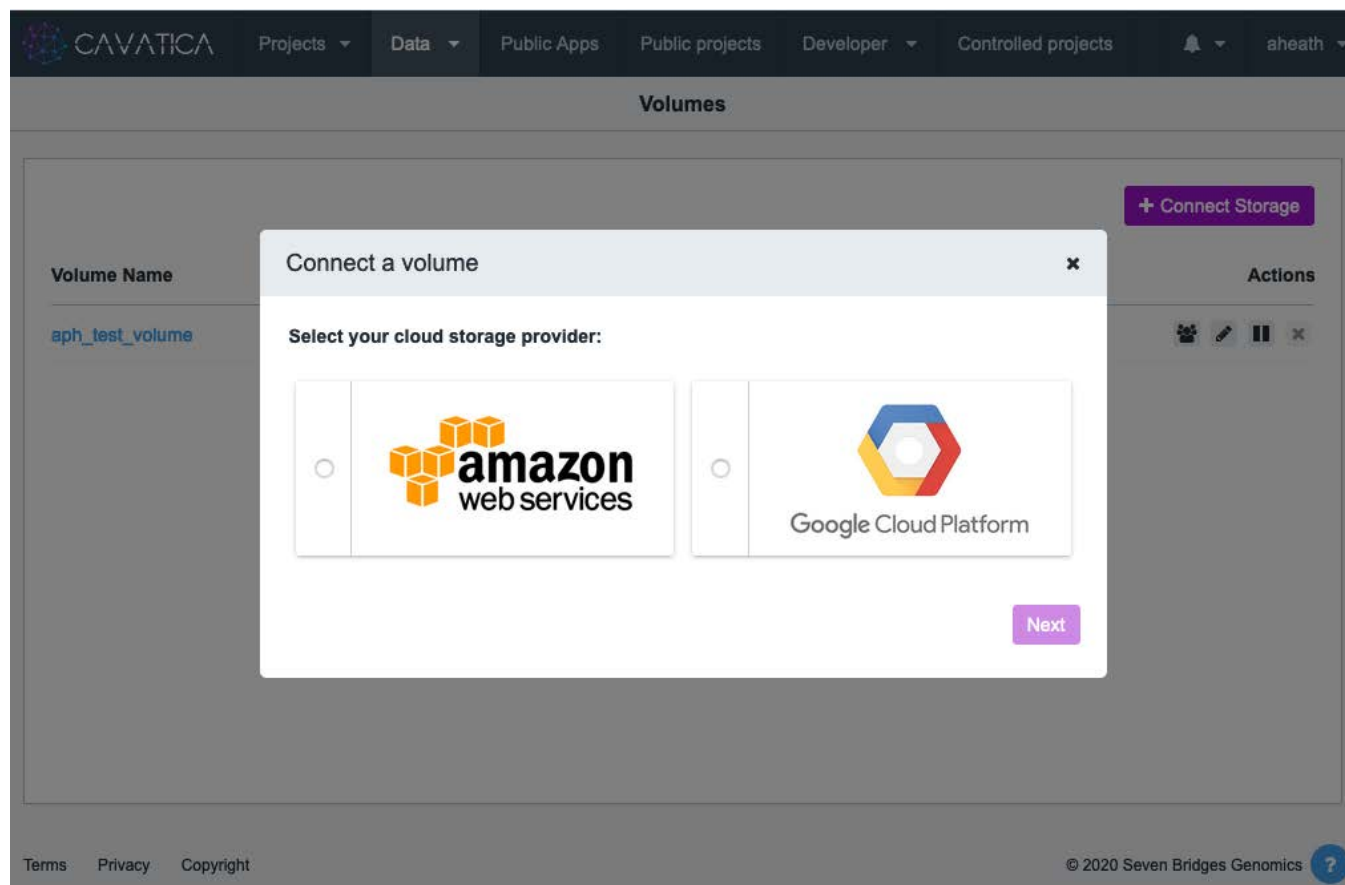 CAVATICA Projects Data Public Apps Public projects Developer Controlled projects aheath
Volumes
+ Connect Storage
Connect a volume ×
Volume Name Actions
aph_test_volume
Select your cloud storage provider:
amazon
web services
Google Cloud Platform
Next
Terms Privacy Copyright © 2020 Seven Bridges Genomics ?